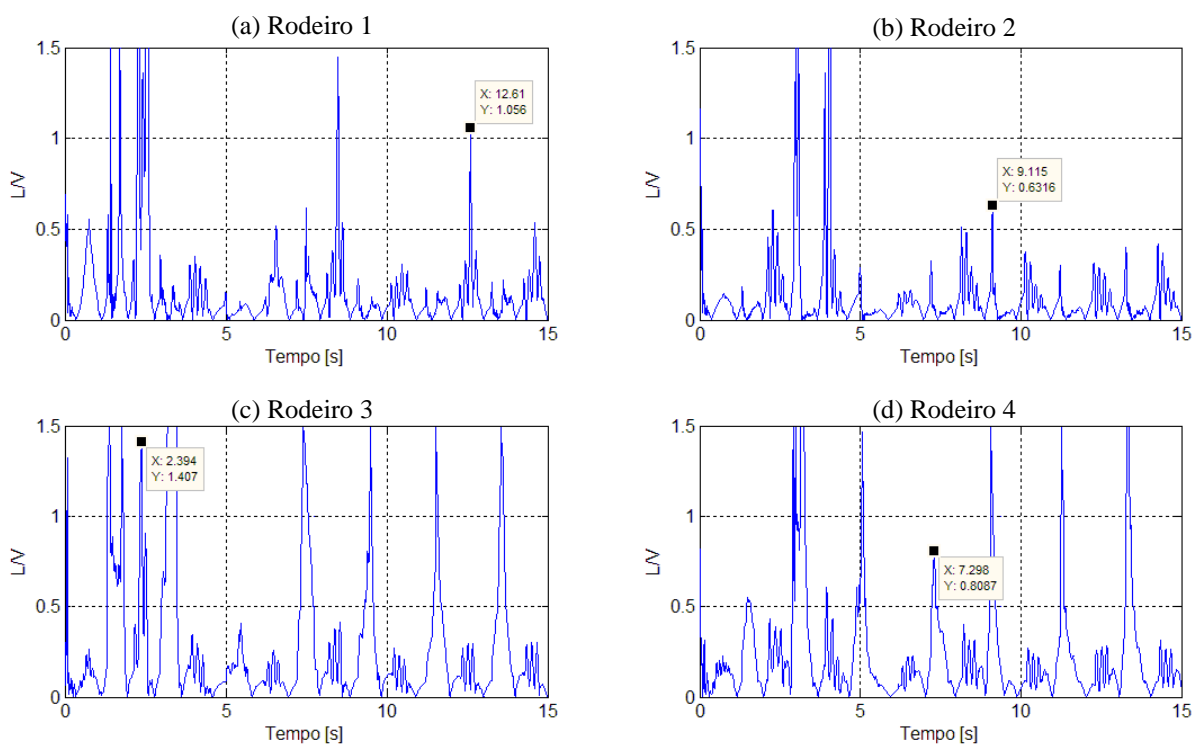 (a) Rodeiro 1
1.5
1
0.5
0
L/V
X: 12.61
Y: 1.056
0
5
10
15
Tempo [s]
(b) Rodeiro 2
1.5
1
0.5
0
L/V
X: 9.115
Y: 0.6316
0
5
10
15
Tempo [s]
(c) Rodeiro 3
1.5
1
0.5
0
L/V
X: 2.394
Y: 1.407
0
5
10
15
Tempo [s]
(d) Rodeiro 4
1.5
1
0.5
0
L/V
X: 7.298
Y: 0.8087
0
5
10
15
Tempo [s]